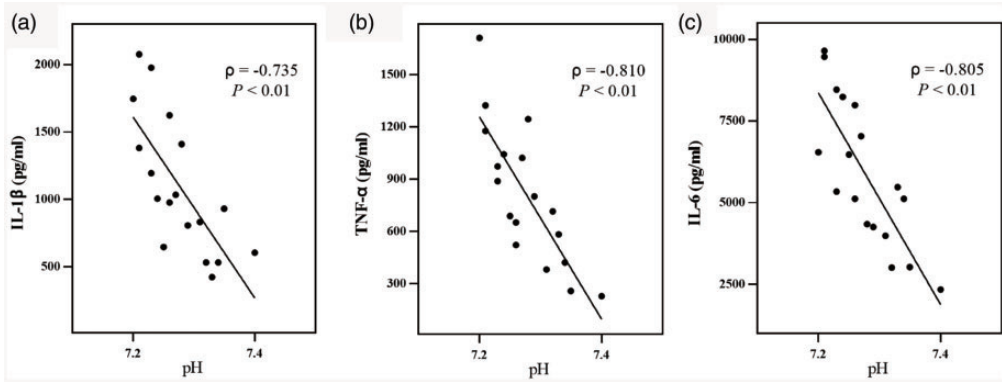 (a)
ρ = -0.735
P < 0.01
2000
1500
1000
500
IL-1β (pg/ml)
7.2
7.4
pH
(b)
ρ = -0.810
P < 0.01
1500
1200
900
600
300
TNF-α (pg/ml)
7.2
7.4
pH
(c)
ρ = -0.805
P < 0.01
10000
7500
5000
2500
IL-6 (pg/ml)
7.2
7.4
pH